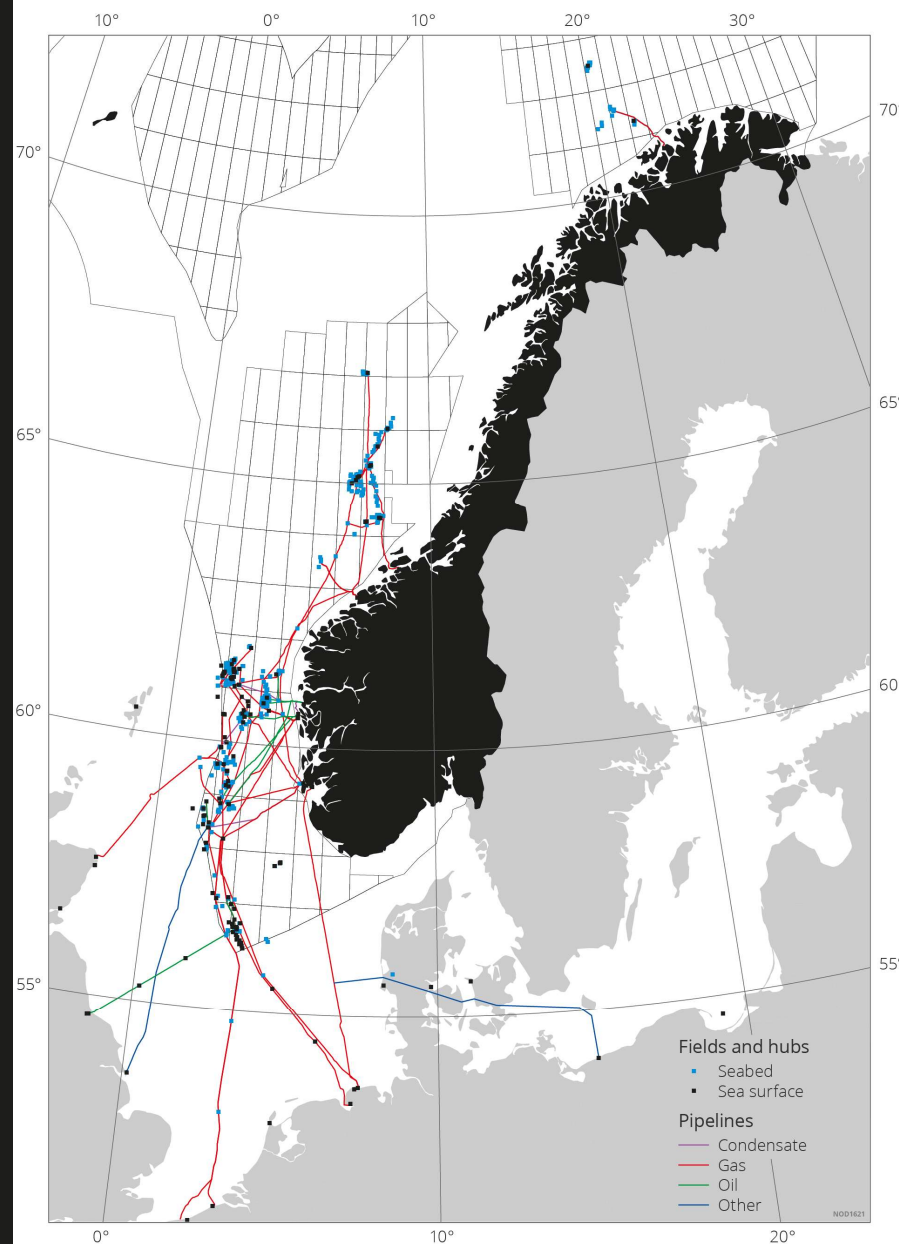 10° 0° 10° 20° 30°
70°
70°
65°
65°
60°
60
55°
55°
Fields and hubs
Seabed
Sea surface
Pipelines
Condensate
Gas
Oil
Other
NOD1621
0° 10° 20°